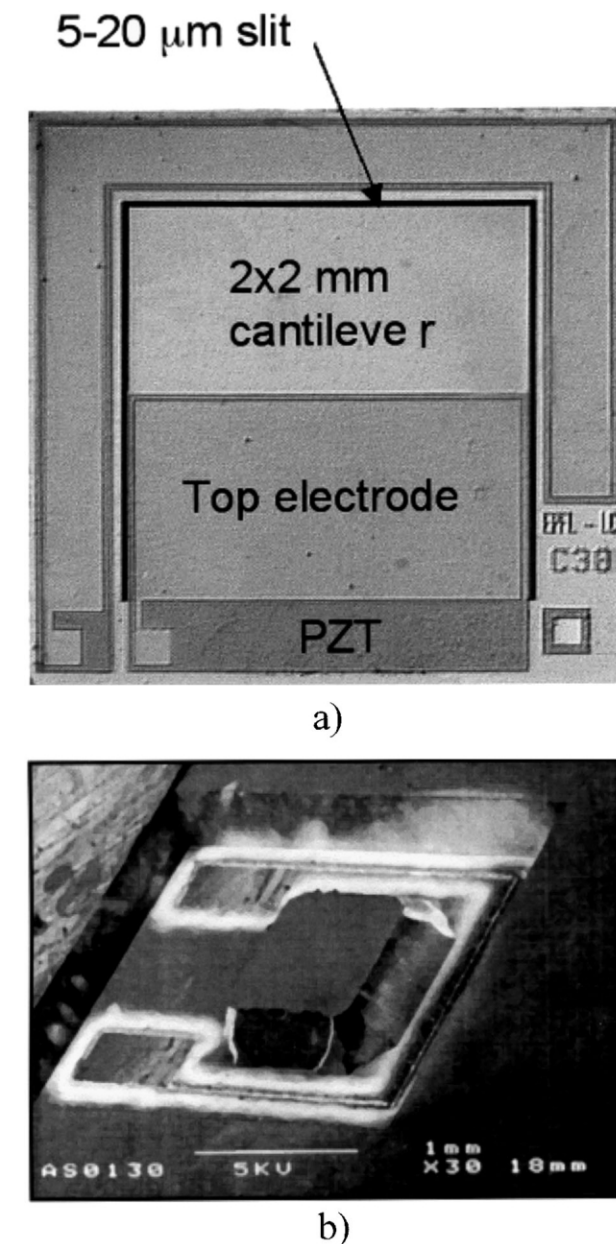 5-20 μm slit
2x2 mm
cantileve r
Top electrode
C30
PZT
a)
1mm
AS0130 5KV X30 18mm
b)